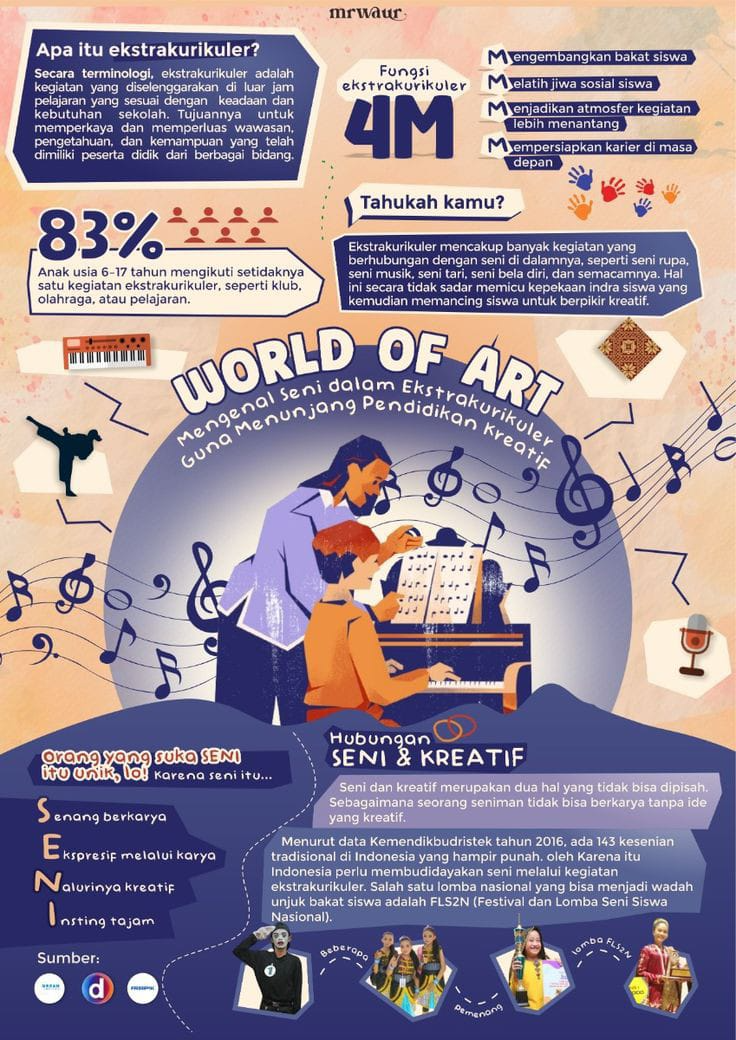 mrwaur
Apa itu ekstrakurikuler?
Secara terminologi, ekstrakurikuler adalah
kegiatan yang diselenggarakan di luar jam
pelajaran yang sesuai dengan keadaan dan
kebutuhan sekolah. Tujuannya untuk
memperkaya dan memperluas wawasan,
pengetahuan, dan kemampuan yang telah
dimiliki peserta didik dari berbagai bidang.
Fungsi
ekstrakurikuler
4M
Mengembangkan bakat siswa
Melatih jiwa sosial siswa
Menjadikan atmosfer kegiatan
lebih menantang
Mempersiapkan karier di masa
depan
83%
Anak usia 6-17 tahun mengikuti setidaknya
satu kegiatan ekstrakurikuler, seperti klub,
olahraga, atau pelajaran.
Tahukah kamu?
Ekstrakurikuler mencakup banyak kegiatan yang
berhubungan dengan seni di dalamnya, seperti seni rupa,
seni musik, seni tari, seni bela diri, dan semacamnya. Hal
ini secara tidak sadar memicu kepekaan indra siswa yang
kemudian memancing siswa untuk berpikir kreatif.
WORLD OF ART
Mengenal Seni dalam Ekstrakurikuler
Guna Menunjang Pendidikan Kreatif
Orang yang suka SENI
itu unik, lo! Karena seni itu...
Senang berkarya
Ekspresif melalui karya
Nalurinya kreatif
Insting tajam
Sumber:
FREEPIK
Hubungan
SENI & KREATIF
Seni dan kreatif merupakan dua hal yang tidak bisa dipisah.
Sebagaimana seorang seniman tidak bisa berkarya tanpa ide
yang kreatif.
Menurut data Kemendikbudristek tahun 2016, ada 143 kesenian
tradisional di Indonesia yang hampir punah. oleh Karena itu
Indonesia perlu membudidayakan seni melalui kegiatan
ekstrakurikuler. Salah satu lomba nasional yang bisa menjadi wadah
unjuk bakat siswa adalah FLS2N (Festival dan Lomba Seni Siswa
Nasional).
Beberapa
Pemenang
lomba FLS2N